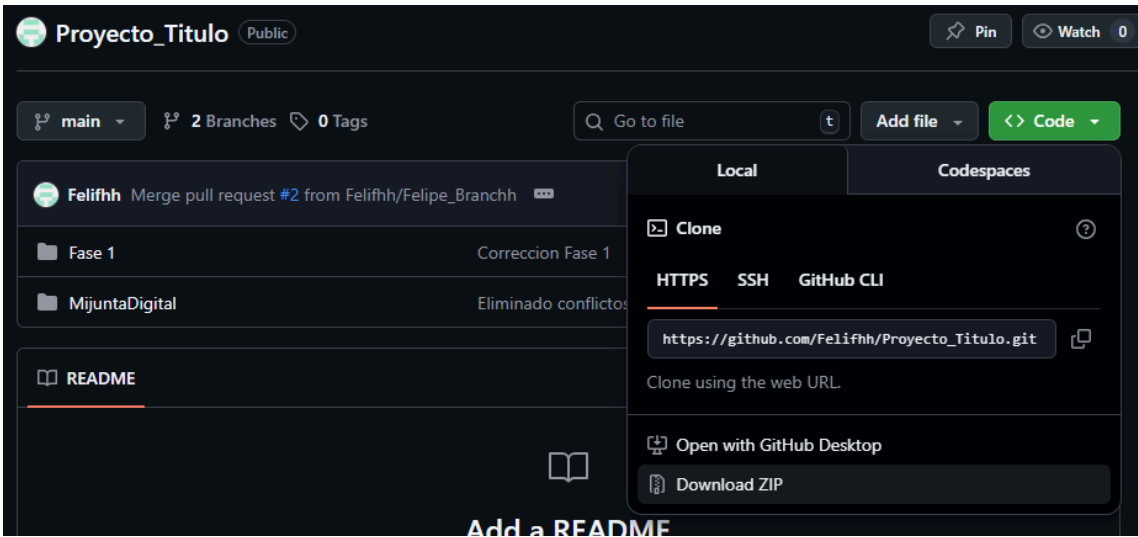 Proyecto_Titulo Public
Pin
Watch 0
main
2 Branches
0 Tags
Go to file t
Add file
Code
Local
Codespaces
Felifhh Merge pull request #2 from Felifhh/Felipe_Branchh
Clone
Fase 1
Correccion Fase 1
HTTPS SSH GitHub CLI
MijuntaDigital
Eliminado conflictos
https://github.com/Felifhh/Proyecto_Titulo.git
Clone using the web URL.
README
Open with GitHub Desktop
Download ZIP
Add a README